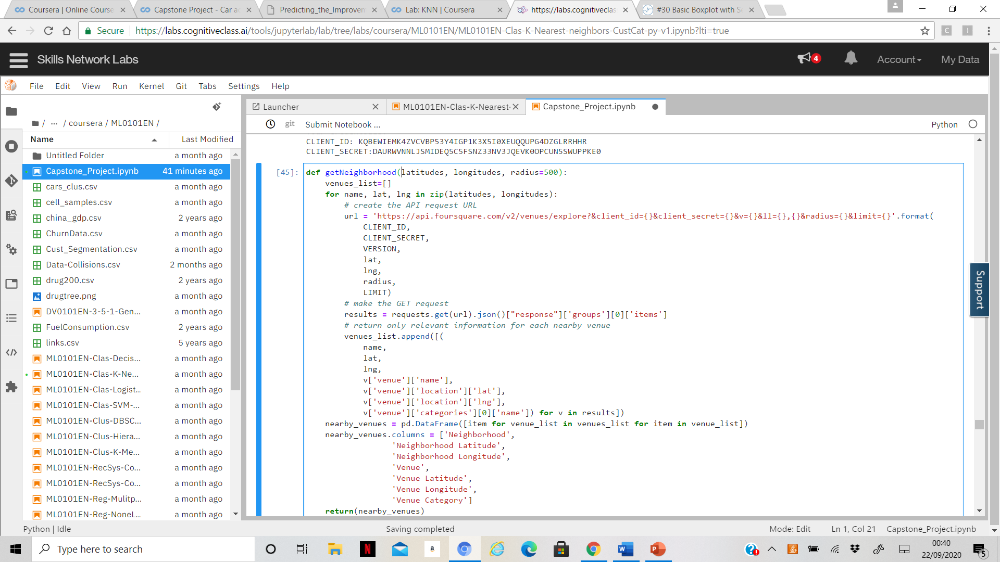 Coursera | Online Course
Capstone Project - Car ac
Predicting_the_Improvem
Lab: KNN | Coursera
https://labs.cognitiveclass
#30 Basic Boxplot with Se
Secure
https://labs.cognitiveclass.ai/tools/jupyterlab/lab/tree/labs/coursera/ML0101EN/ML0101EN-Clas-K-Nearest-neighbors-CustCat-py-v1.ipynb?lti=true
C
I
Skills Network Labs
4
Account
My Data
File Edit View Run Kernel Git Tabs Settings Help
Launcher
ML0101EN-Clas-K-Nearest-
Capstone_Project.ipynb
/ ... / coursera / ML0101EN /
git
Submit Notebook ...
Python
Name
Last Modified
Untitled Folder a month ago
Capstone_Project.ipynb 41 minutes ago
cars_clus.csv a month ago
cell_samples.csv a month ago
china_gdp.csv 2 years ago
ChurnData.csv a month ago
Cust_Segmentation.csv a month ago
Data-Collisions.csv 2 months ago
drug200.csv 2 years ago
drugtree.png a month ago
DV0101EN-3-5-1-Gen... a month ago
FuelConsumption.csv 2 years ago
links.csv 5 years ago
ML0101EN-Clas-Decis... a month ago
ML0101EN-Clas-K-Ne... a month ago
ML0101EN-Clas-Logist... a month ago
ML0101EN-Clas-SVM-... a month ago
ML0101EN-Clus-DBSC... a month ago
ML0101EN-Clus-Hiera... a month ago
ML0101EN-Clus-K-Me... a month ago
ML0101EN-RecSys-Co... a month ago
ML0101EN-RecSys-Co... a month ago
ML0101EN-Reg-Mulitp... a month ago
ML0101EN-Reg-NoneL... a month ago
CLIENT_ID: KQBEWIEMK4ZVCVBP53Y4IGP1K3X5I0XEUQQUPG4DZGLRRHHR
CLIENT_SECRET:DAURWVNNLJSMIDEQ5C5FSNZ33NV3JQEVK0OPCUN5SWUPPKE0
[45]:
def getNeighborhood(latitudes, longitudes, radius=500):
    venues_list=[]
    for name, lat, lng in zip(latitudes, longitudes):
        # create the API request URL
        url = 'https://api.foursquare.com/v2/venues/explore?&client_id={}&client_secret={}&v={}&ll={},{}&radius={}&limit={}'.format(
            CLIENT_ID,
            CLIENT_SECRET,
            VERSION,
            lat,
            lng,
            radius,
            LIMIT)
        # make the GET request
        results = requests.get(url).json()["response"]['groups'][0]['items']
        # return only relevant information for each nearby venue
        venues_list.append([(
            name,
            lat,
            lng,
            v['venue']['name'],
            v['venue']['location']['lat'],
            v['venue']['location']['lng'],
            v['venue']['categories'][0]['name']) for v in results])
    nearby_venues = pd.DataFrame([item for venue_list in venues_list for item in venue_list])
    nearby_venues.columns = ['Neighborhood',
                  'Neighborhood Latitude',
                  'Neighborhood Longitude',
                  'Venue',
                  'Venue Latitude',
                  'Venue Longitude',
                  'Venue Category']
    return(nearby_venues)
Support
Python | Idle
Saving completed
Mode: Edit
Ln 1, Col 21
Capstone_Project.ipynb
Type here to search
N
a
W
P
00:40
22/09/2020
5